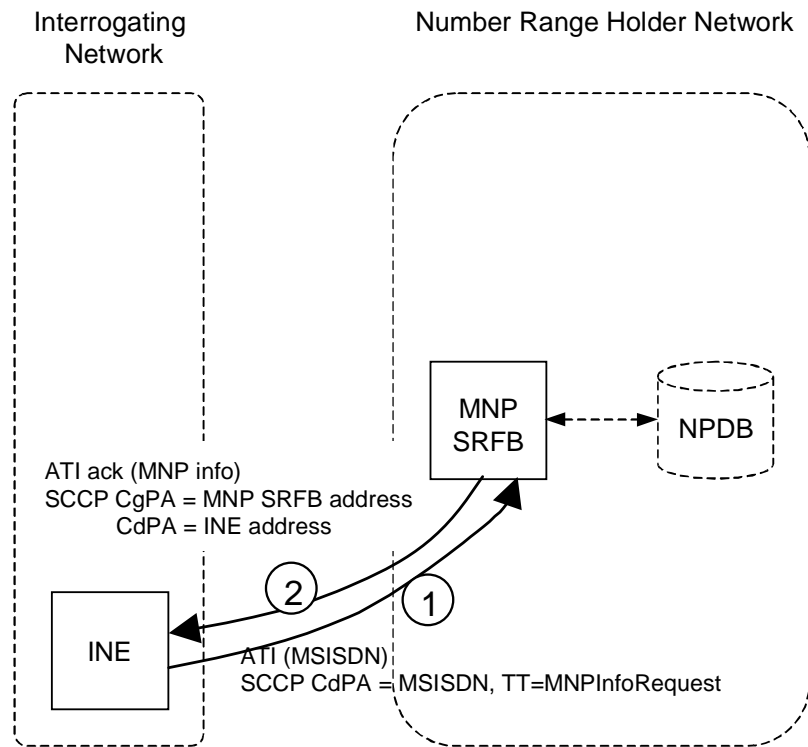 Interrogating
Network
Number Range Holder Network
MNP
SRFB
NPDB
ATI ack (MNP info)
SCCP CgPA = MNP SRFB address
CdPA = INE address
2
1
INE
ATI (MSISDN)
SCCP CdPA = MSISDN, TT=MNPInfoRequest